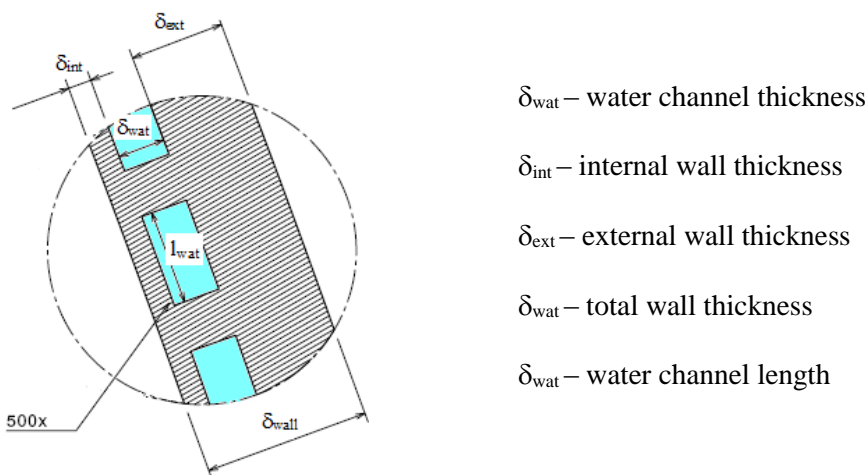 δext
δint
δwat
lwat
500x
δwall
δwat – water channel thickness
δint – internal wall thickness
δext – external wall thickness
δwat – total wall thickness
δwat – water channel length